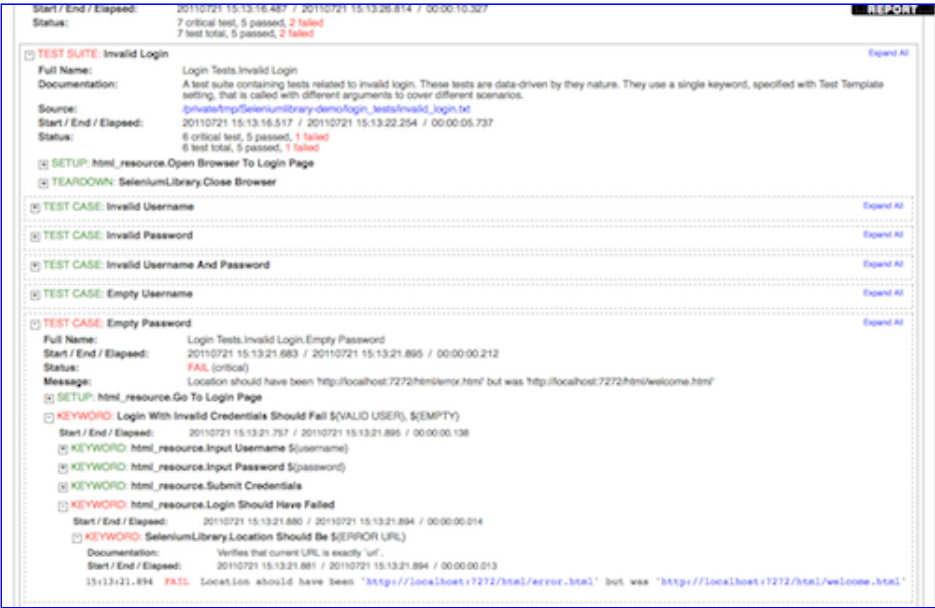 Start / End / Elapsed: 20110721 15:13:16.487 / 20110721 15:13:26.814 / 00:00:10.327
REPORT
Status: 7 critical test, 5 passed, 2 failed
7 test total, 5 passed, 2 failed
TEST SUITE: Invalid Login Expand All
Full Name: Login Tests.Invalid Login
Documentation: A test suite containing tests related to invalid login. These tests are data-driven by they nature. They use a single keyword, specified with Test Template
setting, that is called with different arguments to cover different scenarios.
Source: /private/tmp/Seleniumlibrary-demo/login_tests/invalid_login.txt
Start / End / Elapsed: 20110721 15:13:16.517 / 20110721 15:13:22.254 / 00:00:05.737
Status: 6 critical test, 5 passed, 1 failed
6 test total, 5 passed, 1 failed
SETUP: html_resource.Open Browser To Login Page
TEARDOWN: SeleniumLibrary.Close Browser
TEST CASE: Invalid Username Expand All
TEST CASE: Invalid Password Expand All
TEST CASE: Invalid Username And Password Expand All
TEST CASE: Empty Username Expand All
TEST CASE: Empty Password Expand All
Full Name: Login Tests.Invalid Login.Empty Password
Start / End / Elapsed: 20110721 15:13:21.683 / 20110721 15:13:21.895 / 00:00:00.212
Status: FAIL (critical)
Message: Location should have been 'http://localhost:7272/html/error.html' but was 'http://localhost:7272/html/welcome.html'
SETUP: html_resource.Go To Login Page
KEYWORD: Login With Invalid Credentials Should Fail ${VALID USER}, ${EMPTY}
Start / End / Elapsed: 20110721 15:13:21.757 / 20110721 15:13:21.895 / 00:00:00.138
KEYWORD: html_resource.Input Username ${username}
KEYWORD: html_resource.Input Password ${password}
KEYWORD: html_resource.Submit Credentials
KEYWORD: html_resource.Login Should Have Failed
Start / End / Elapsed: 20110721 15:13:21.880 / 20110721 15:13:21.894 / 00:00:00.014
KEYWORD: SeleniumLibrary.Location Should Be ${ERROR URL}
Documentation: Verifies that current URL is exactly `url`.
Start / End / Elapsed: 20110721 15:13:21.881 / 20110721 15:13:21.894 / 00:00:00.013
15:13:21.894 FAIL Location should have been 'http://localhost:7272/html/error.html' but was 'http://localhost:7272/html/welcome.html'